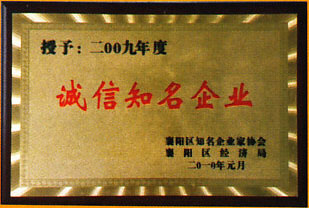 授予：二00九年度
诚信知名企业
襄阳区知名企业家协会
襄阳区经济局
二0一0年元月